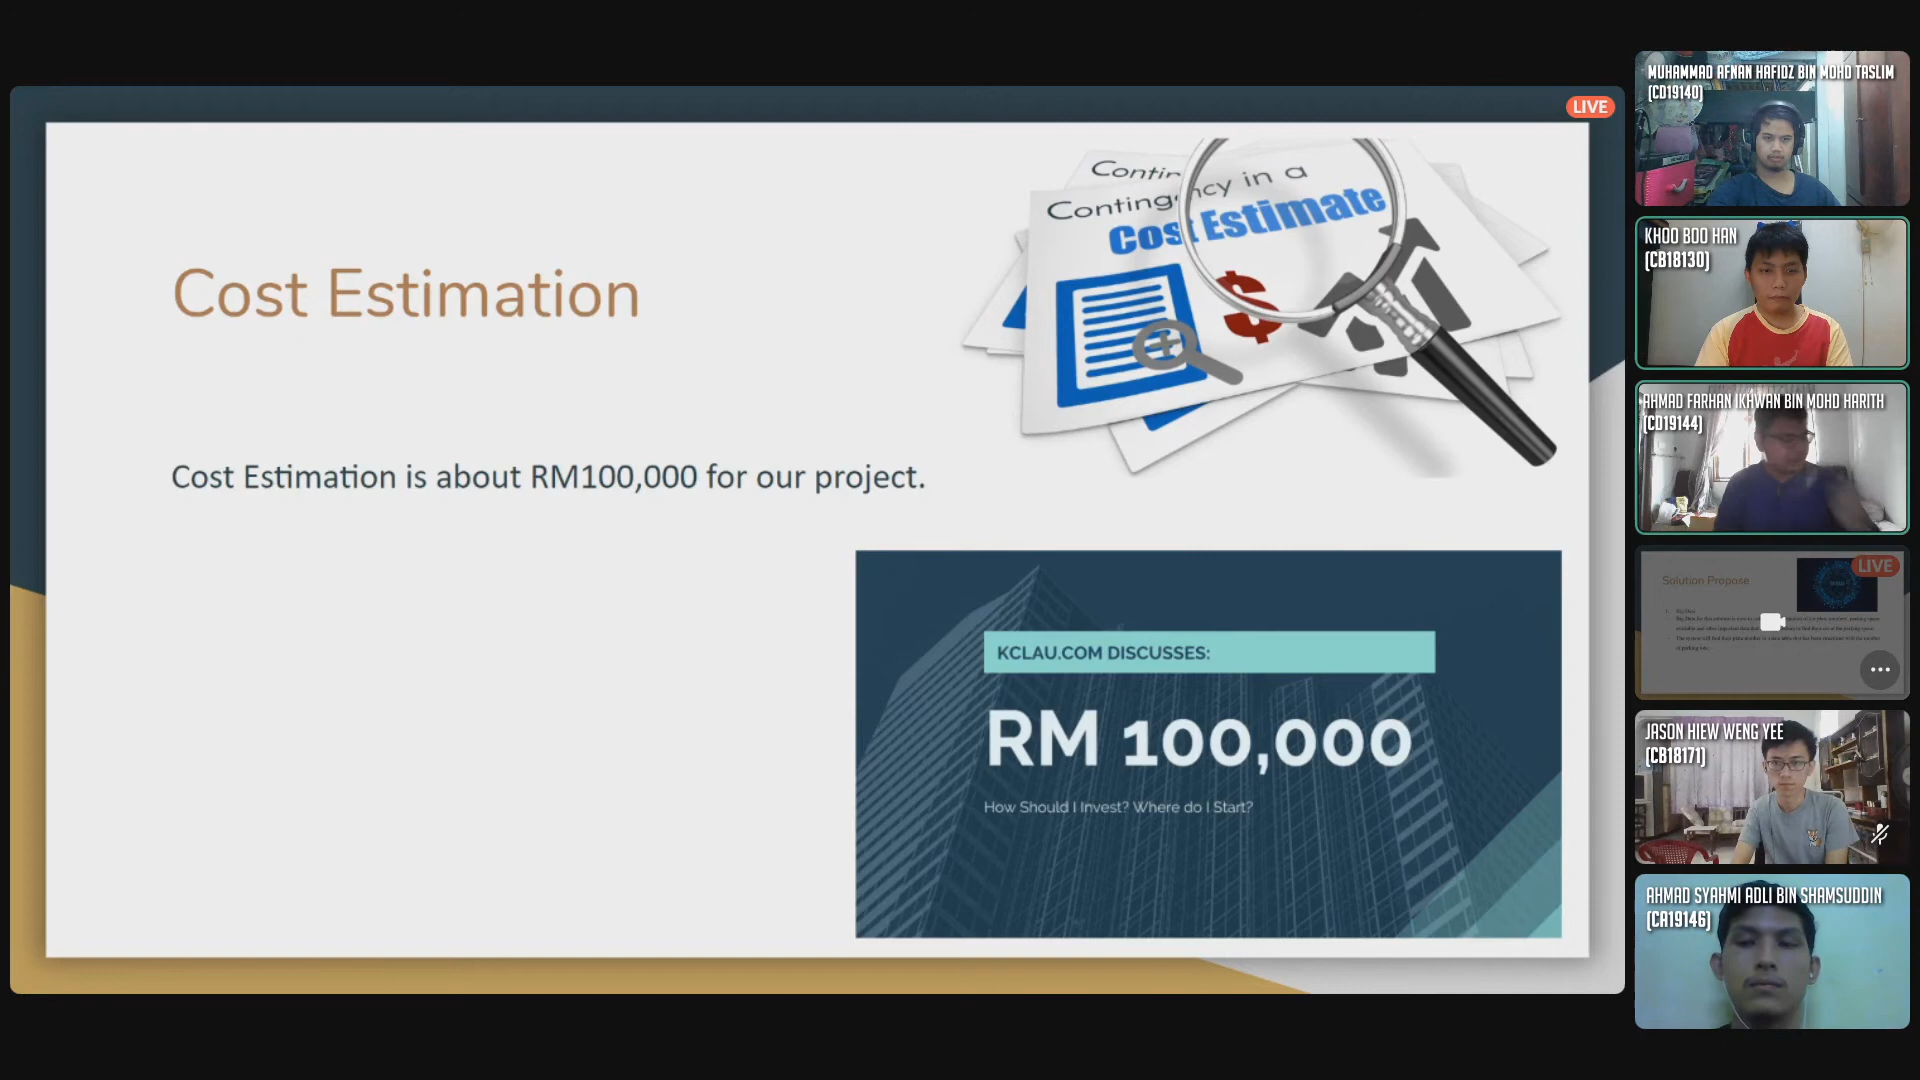 LIVE
Contin
Contingency in a
Cost Estimate
$
Cost Estimation
Cost Estimation is about RM100,000 for our project.
KCLAU.COM DISCUSSES:
RM 100,000
How Should I Invest? Where do I Start?
MUHAMMAD AFNAN HAFIDZ BIN MOHD TASLIM
(CD19140)
KHOO BOO HAN
(CB18130)
AHMAD FARHAN IKHWAN BIN MOHD HARITH
(CD19144)
LIVE
Solution Propose
JASON HIEW WENG YEE
(CB18171)
AHMAD SYAHMI ADLI BIN SHAMSUDDIN
(CA19146)